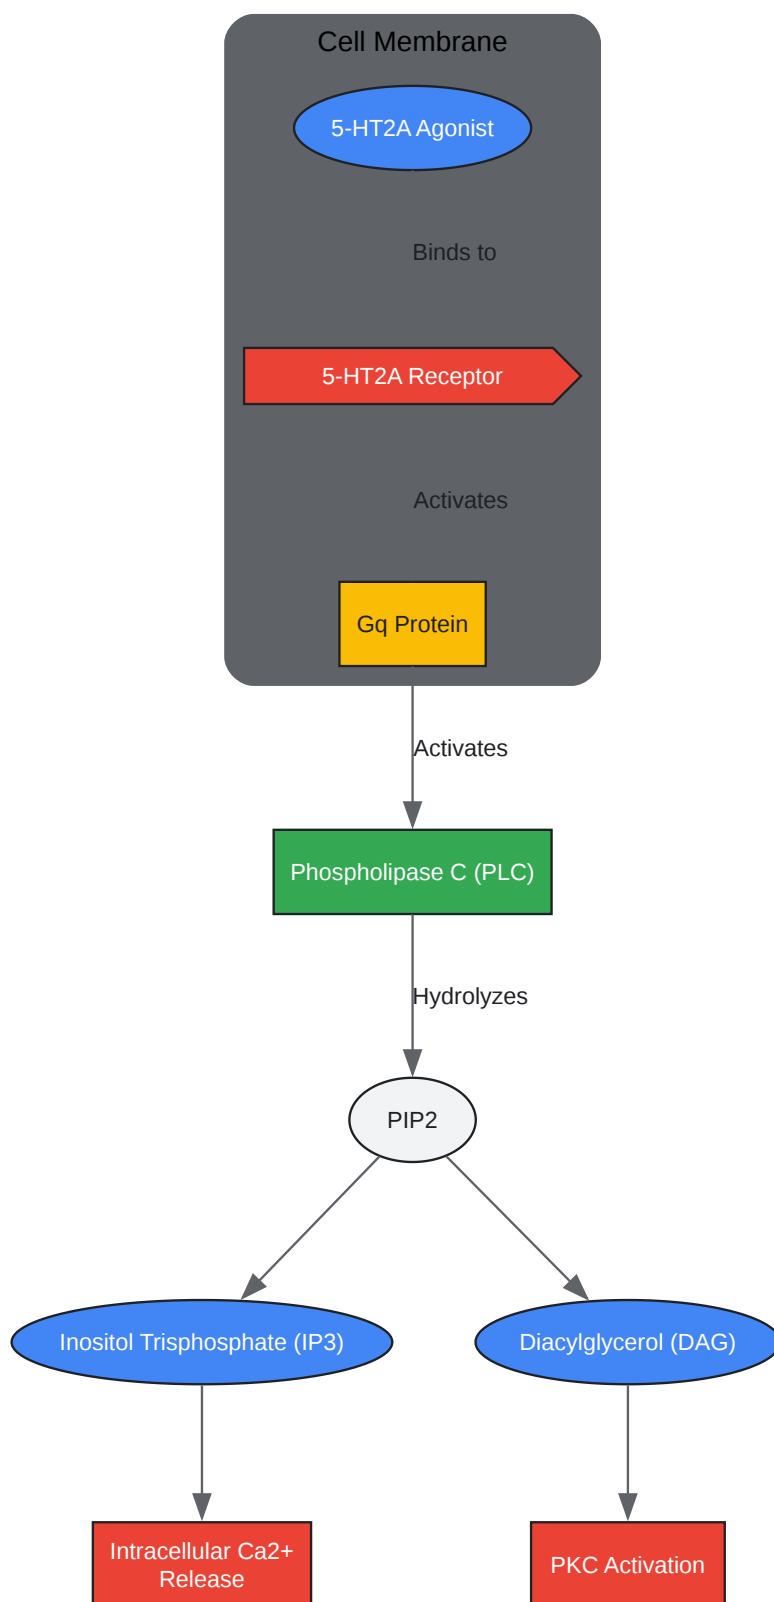 Cell Membrane
5-HT2A Agonist
Binds to
5-HT2A Receptor
Activates
Gq Protein
Activates
Phospholipase C (PLC)
Hydrolyzes
PIP2
Inositol Trisphosphate (IP3)
Diacylglycerol (DAG)
Intracellular Ca2+
Release
PKC Activation